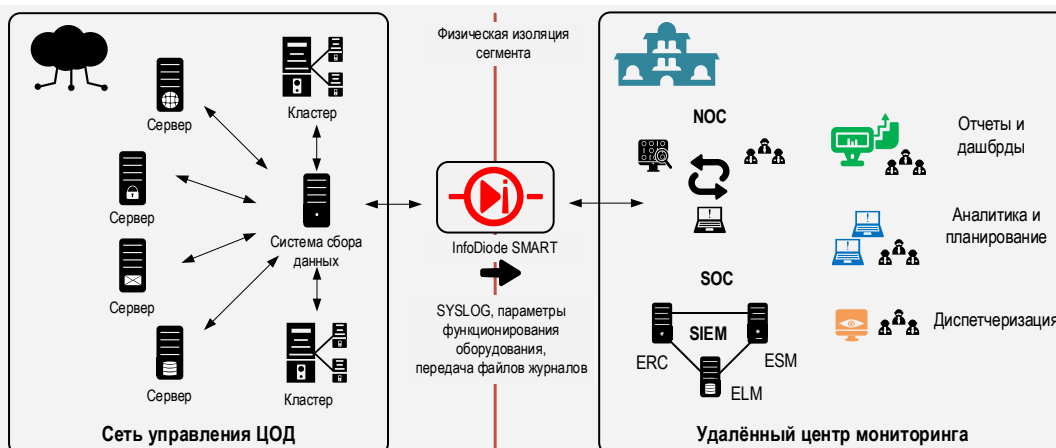 Физическая изоляция
сегмента
Сервер
Кластер
Сервер
Система сбора
данных
Сервер
Сервер
Кластер
Сеть управления ЦОД
InfoDiode SMART
SYSLOG, параметры
функционирования
оборудования,
передача файлов журналов
NOC
SOC
SIEM
ERC
ESM
ELM
Отчеты и
дашбрды
Аналитика и
планирование
Диспетчеризация
Удалённый центр мониторинга